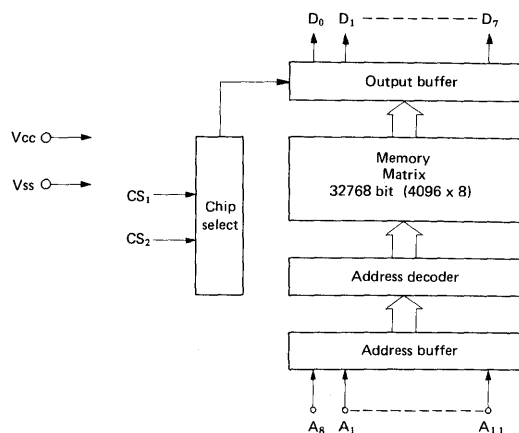 D₀ D₁ D₇
Output buffer
Vcc
Memory
Matrix
32768 bit (4096 x 8)
Vss
CS₁
Chip
select
CS₂
Address decoder
Address buffer
A₈ A₁ A₁₁